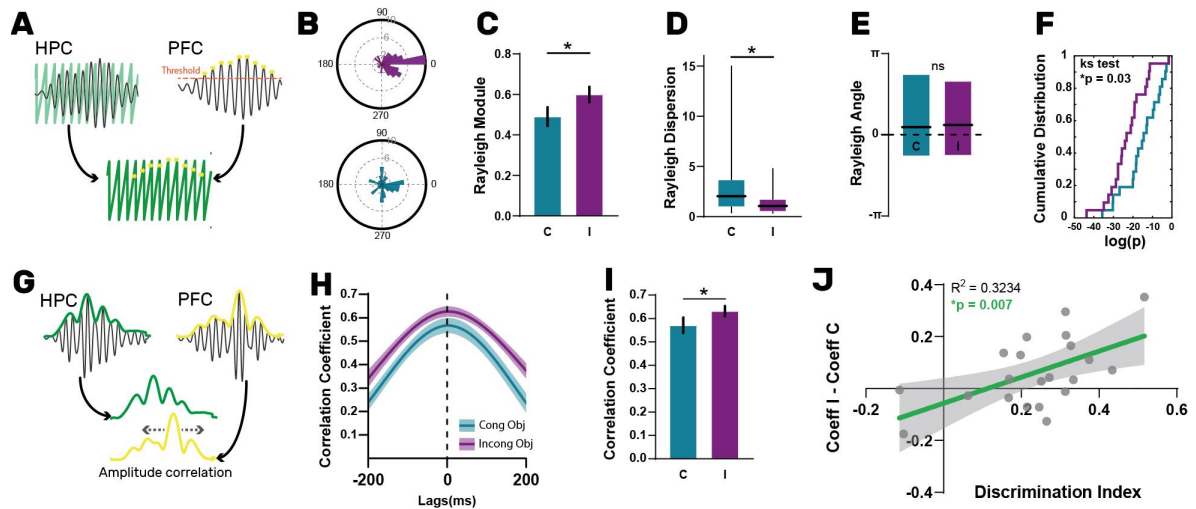 A
HPC
PFC
Threshold
B
90
10
6
2
180
0
270
90
10
6
180
0
270
C
Rayleigh Module
0.8
0.6
0.4
0.2
0.0
*
C
I
D
Rayleigh Dispersion
15
10
5
0
*
C
I
E
Rayleigh Angle
π
0
-π
ns
C
I
F
Cumulative Distribution
1
0.8
0.6
0.4
0.2
0
ks test
*p = 0.03
-50 -40 -30 -20 -10 0
log(p)
G
HPC
PFC
Amplitude correlation
H
Correlation Coefficient
0.7
0.6
0.5
0.4
0.3
0.2
0.1
Cong Obj
Incong Obj
-200 0 200
Lags(ms)
I
Correlation Coefficient
0.7
0.6
0.5
0.4
0.3
0.2
0.1
0.0
*
C
I
J
Coeff I - Coeff C
R2 = 0.3234
*p = 0.007
0.4
0.2
-0.2
-0.4
-0.2 0.2 0.4 0.6
Discrimination Index